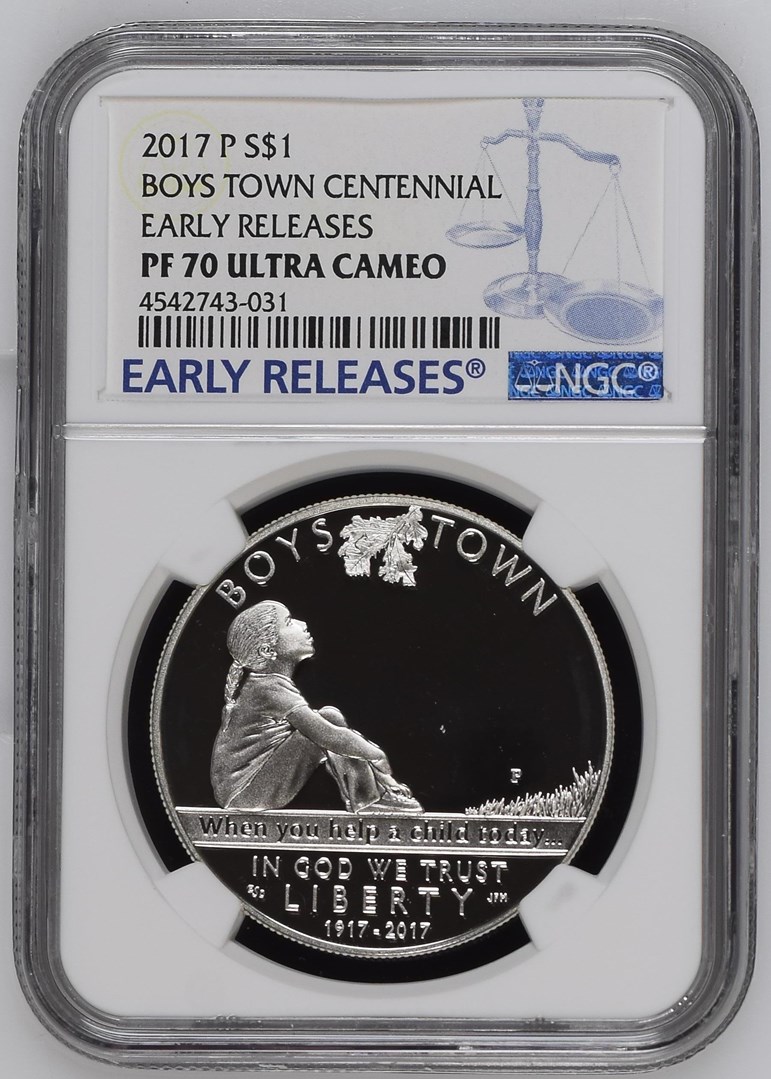 2017 P S$1
BOYS TOWN CENTENNIAL
EARLY RELEASES
PF 70 ULTRA CAMEO
4542743-031
EARLY RELEASES®
NGC®
BOYS TOWN
P
When you help a child today...
IN GOD WE TRUST
LIBERTY
JFM
1917-2017